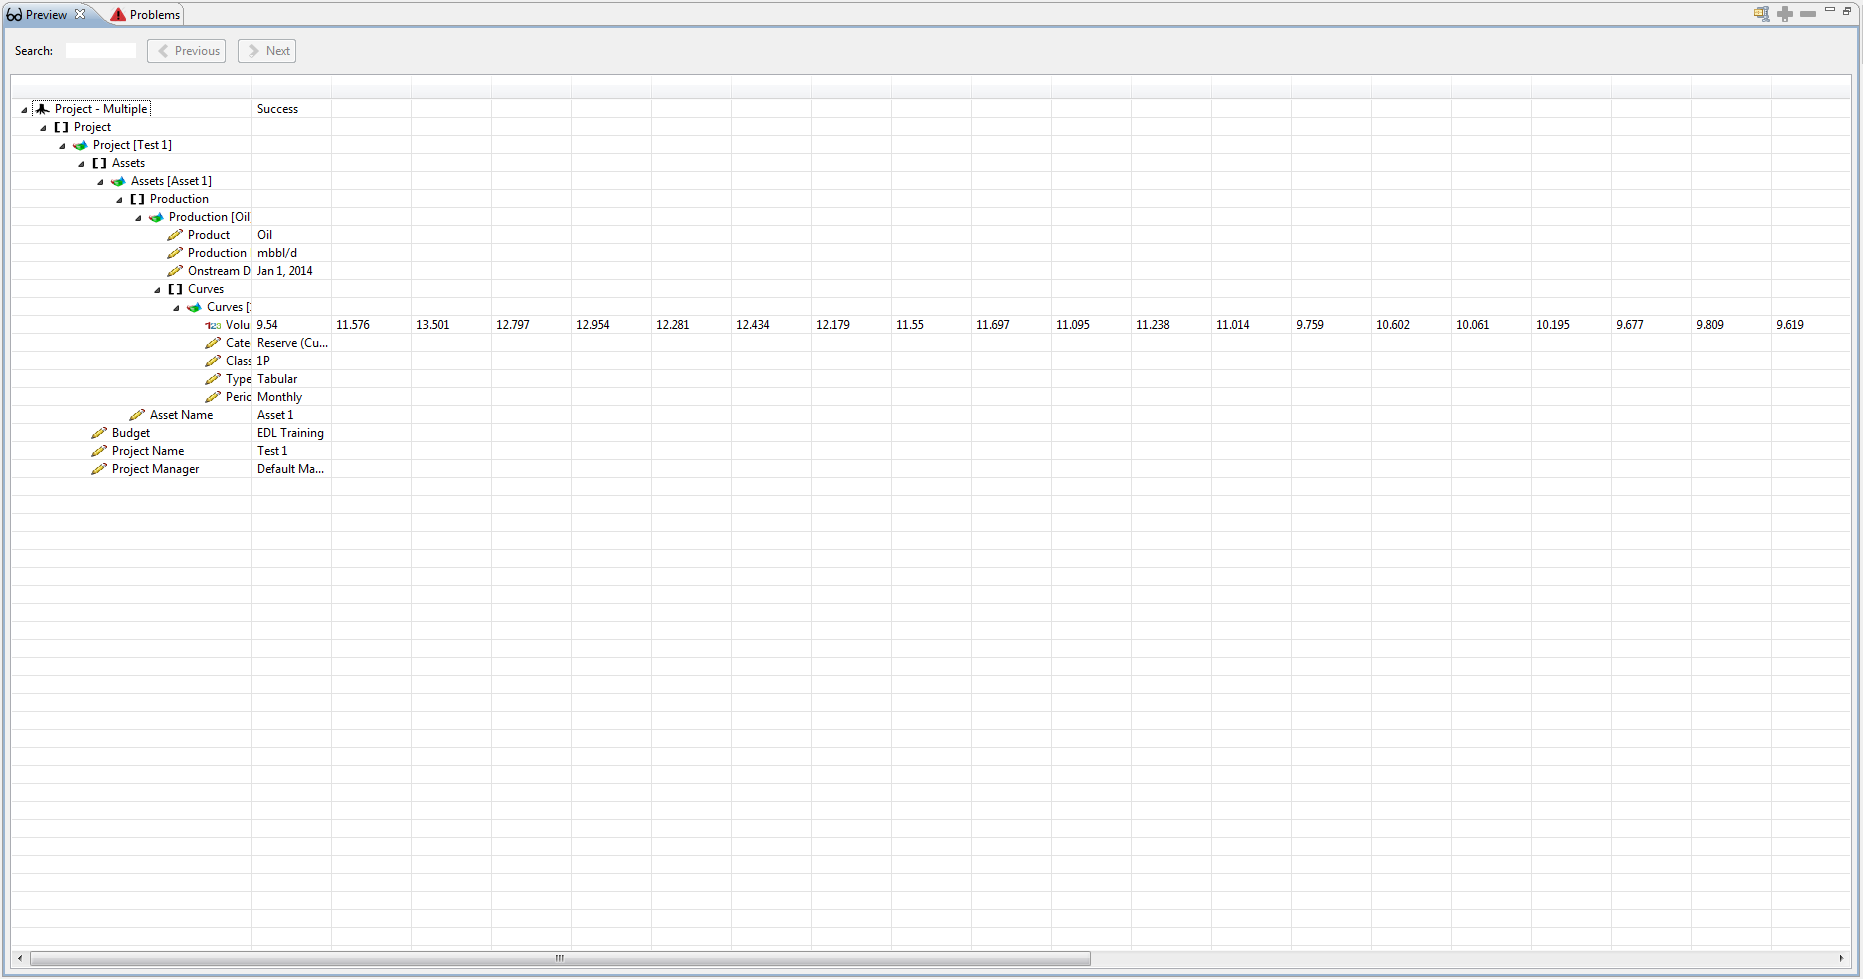 Preview Problems
Search: Previous Next
Project - Multiple Success
Project
Project [Test 1]
Assets
Assets [Asset 1]
Production
Production [Oil
Product Oil
Production mbbl/d
Onstream D Jan 1, 2014
Curves
Curves [
123 Volu 9.54 11.576 13.501 12.797 12.954 12.281 12.434 12.179 11.55 11.697 11.095 11.238 11.014 9.759 10.602 10.061 10.195 9.677 9.809 9.619
Cate Reserve (Cu...
Class 1P
Type Tabular
Peric Monthly
Asset Name Asset 1
Budget EDL Training
Project Name Test 1
Project Manager Default Ma...